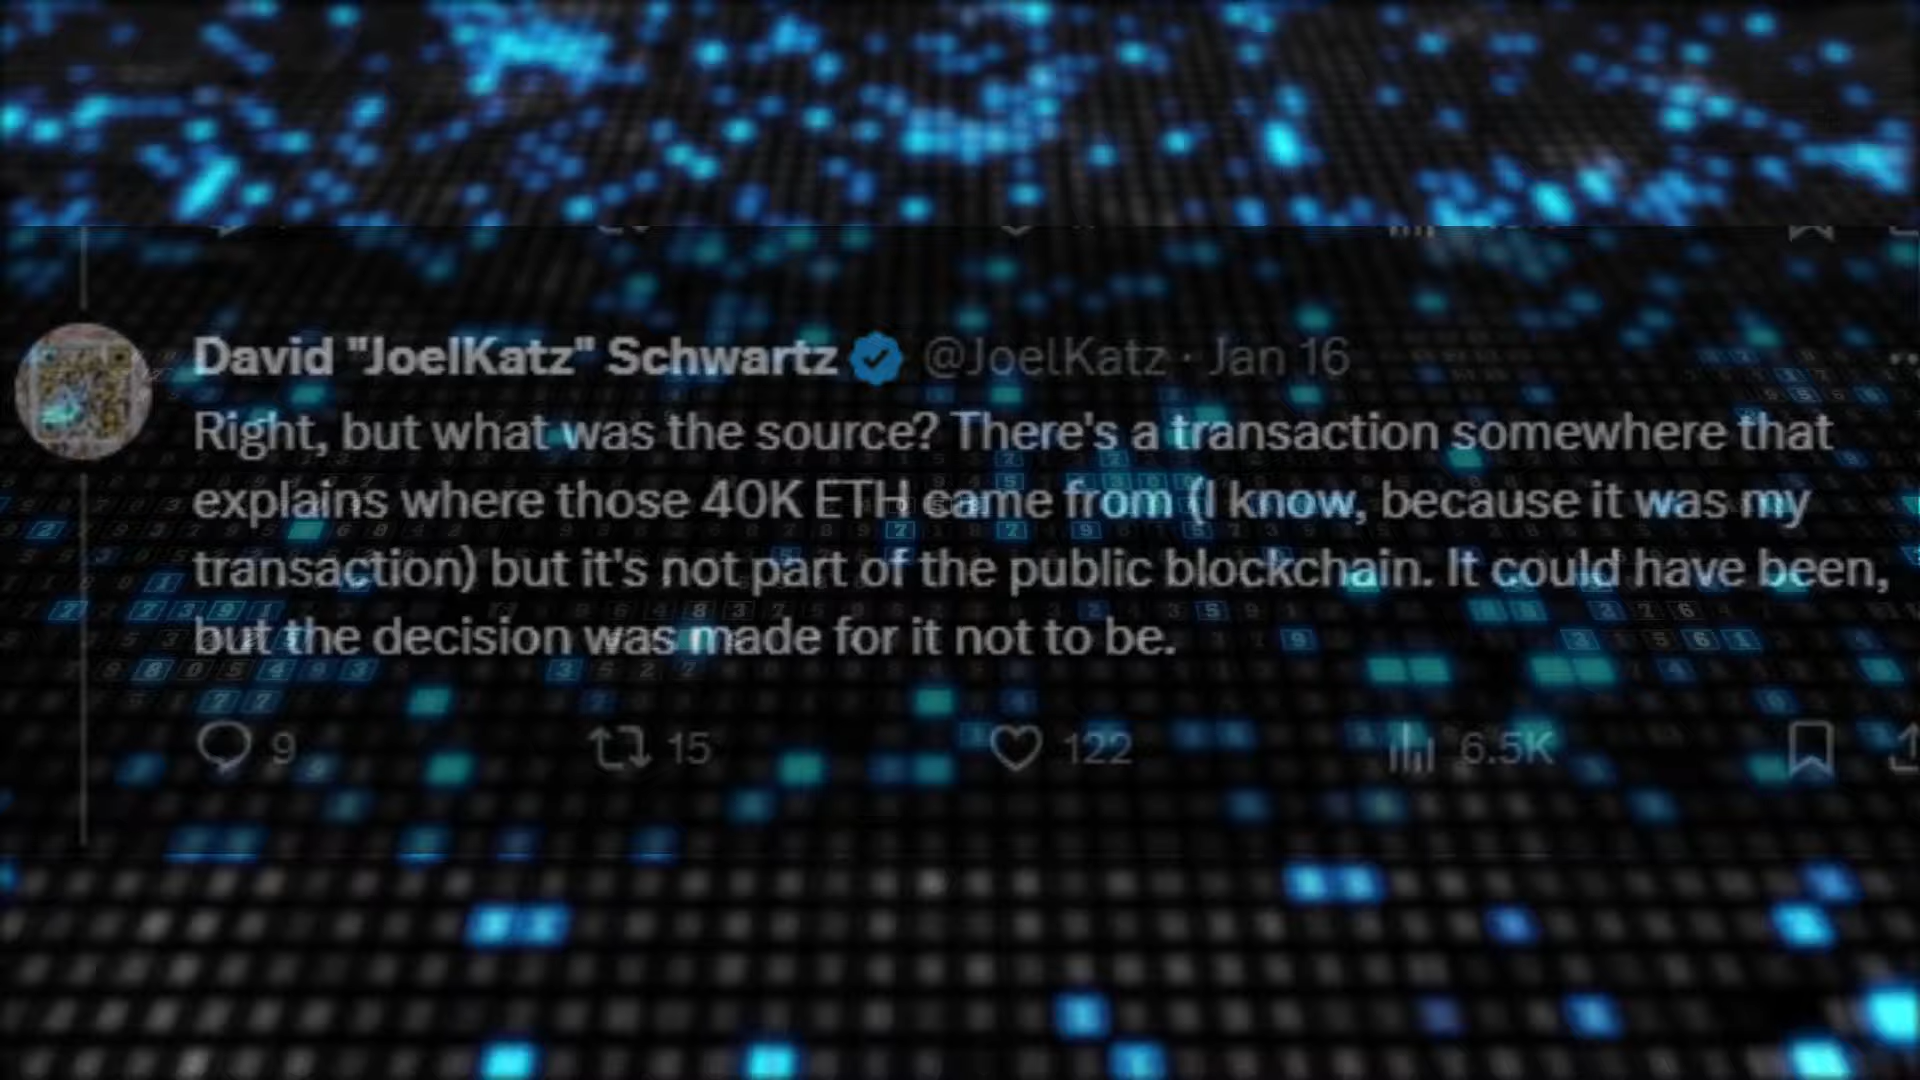 David "JoelKatz" Schwartz @JoelKatz · Jan 16
Right, but what was the source? There's a transaction somewhere that
explains where those 40K ETH came from (I know, because it was my
transaction) but it's not part of the public blockchain. It could have been,
but the decision was made for it not to be.
9 15 122 6.5K